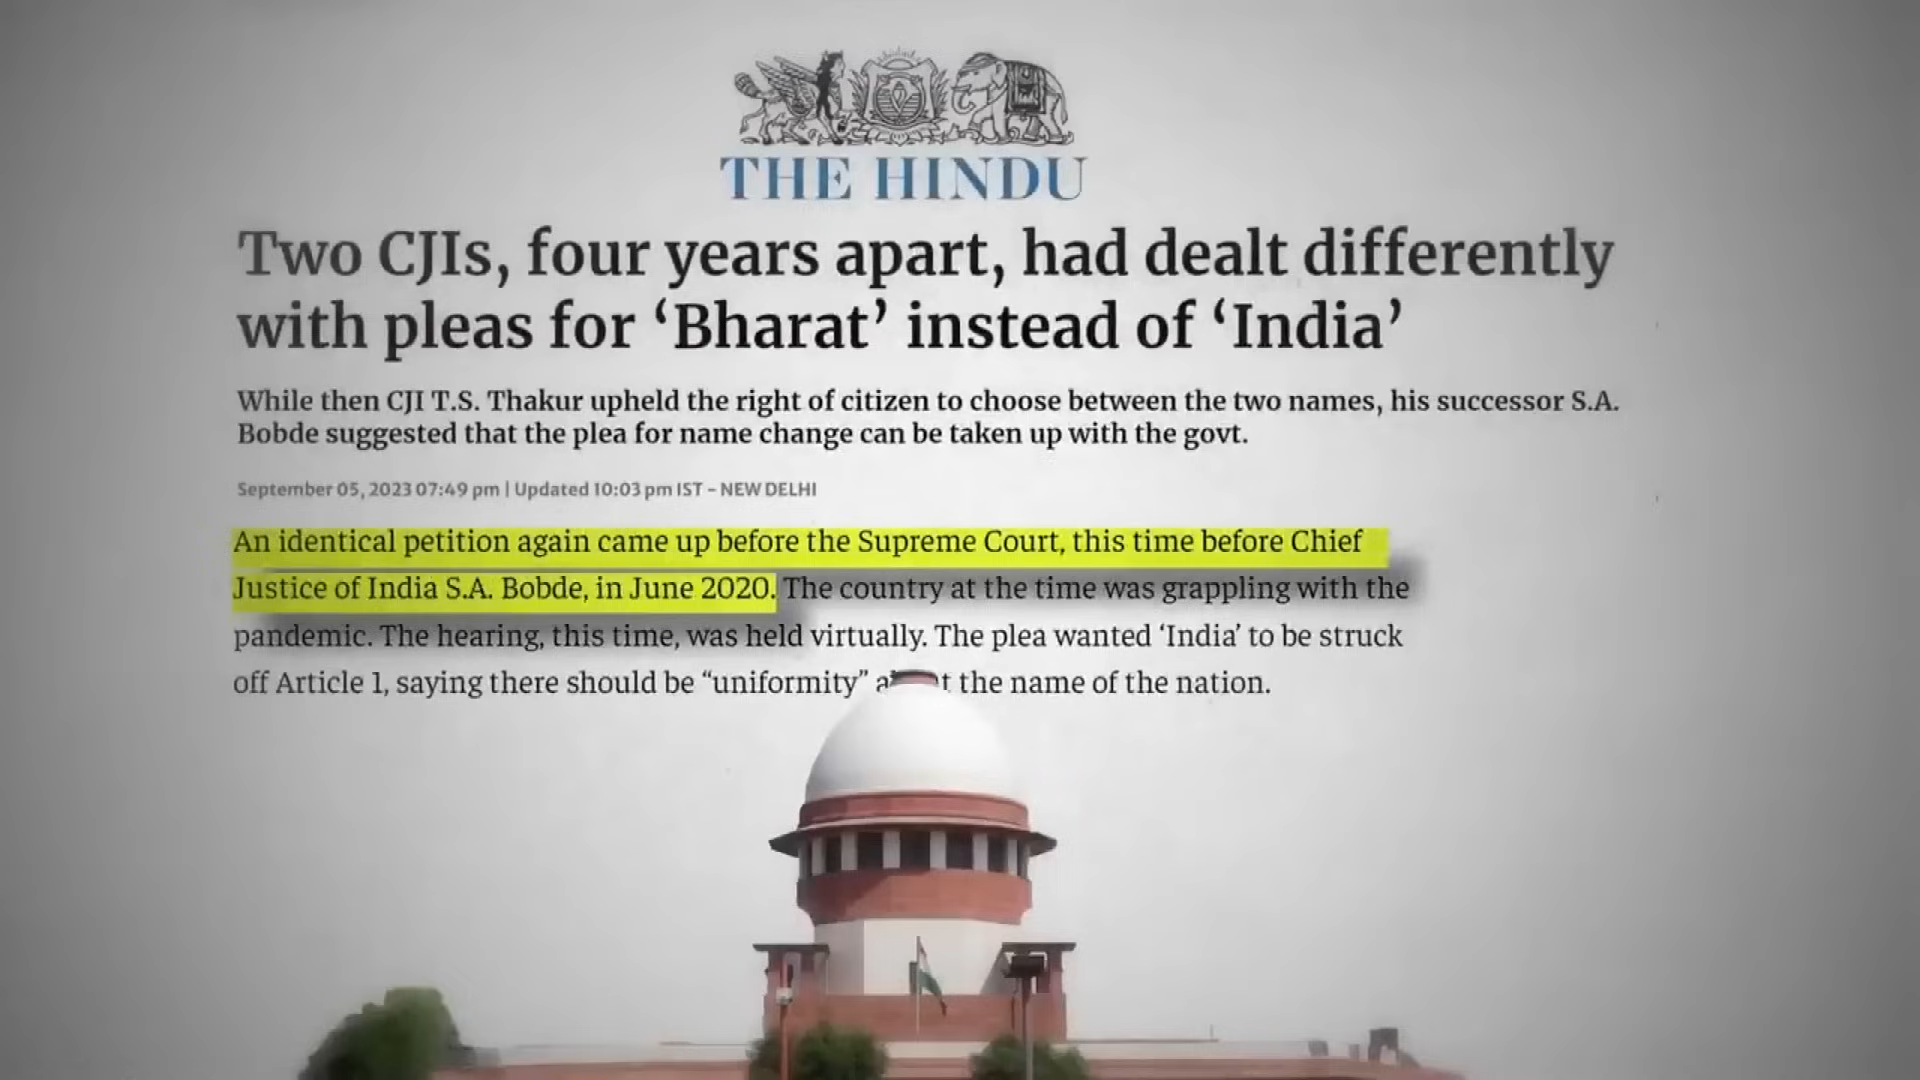 THE HINDU
Two CJIs, four years apart, had dealt differently
with pleas for ‘Bharat’ instead of ‘India’
While then CJI T.S. Thakur upheld the right of citizen to choose between the two names, his successor S.A.
Bobde suggested that the plea for name change can be taken up with the govt.
September 05, 2023 07:49 pm | Updated 10:03 pm IST - NEW DELHI
An identical petition again came up before the Supreme Court, this time before Chief
Justice of India S.A. Bobde, in June 2020. The country at the time was grappling with the
pandemic. The hearing, this time, was held virtually. The plea wanted ‘India’ to be struck
off Article 1, saying there should be “uniformity” the name of the nation.